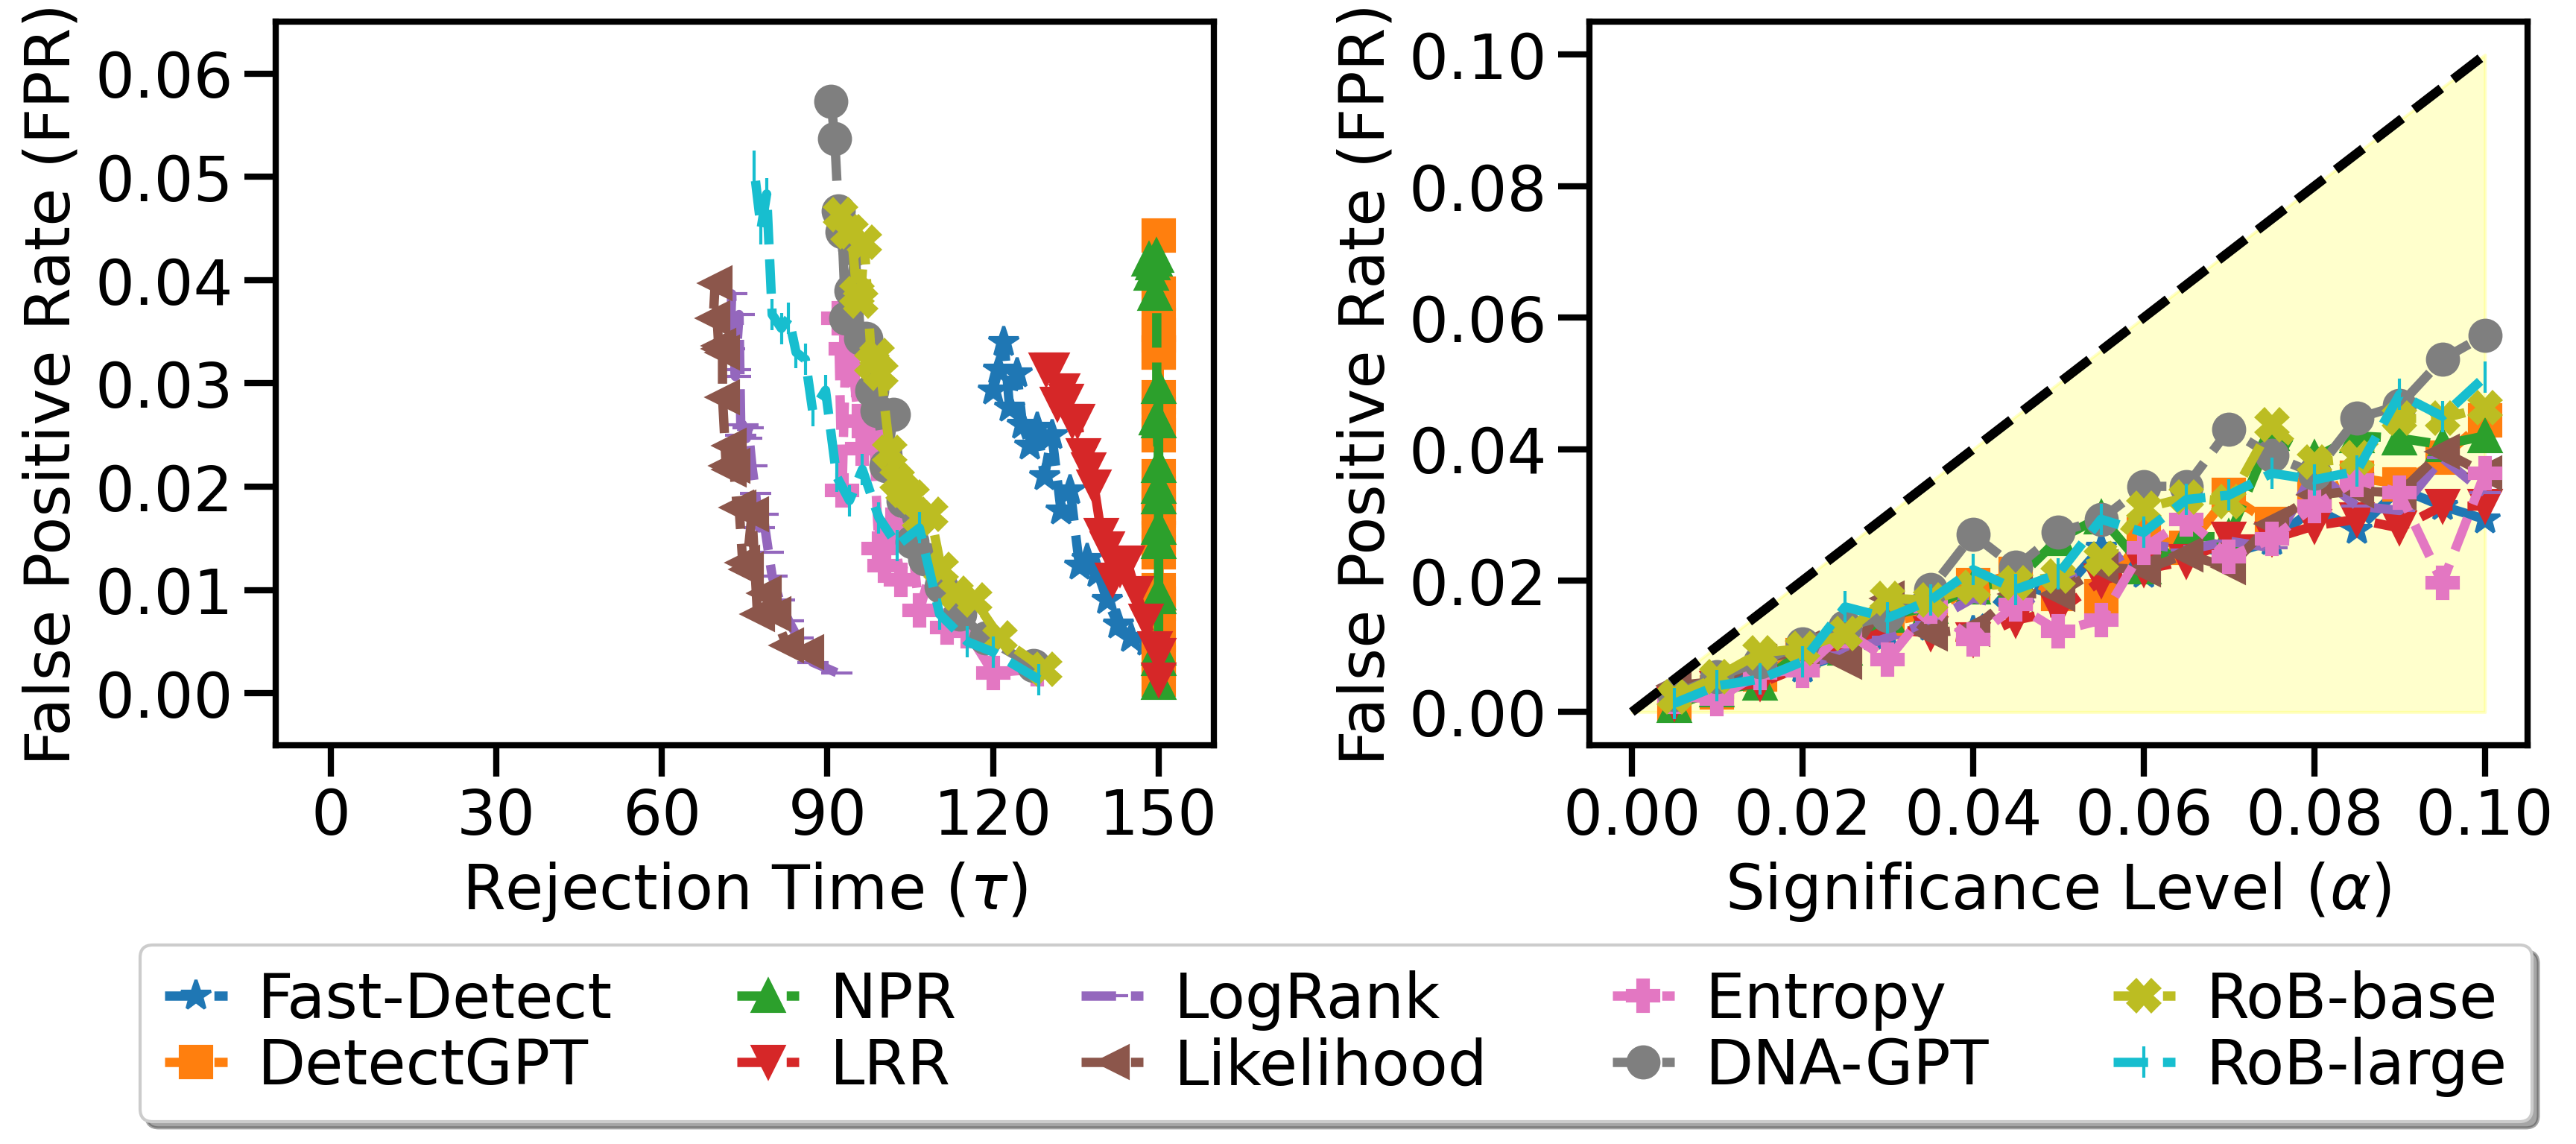 False Positive Rate (FPR)
0.06
0.05
0.04
0.03
0.02
0.01
0.00
0 30 60 90 120 150
Rejection Time (τ)
False Positive Rate (FPR)
0.10
0.08
0.06
0.04
0.02
0.00
0.00 0.02 0.04 0.06 0.08 0.10
Significance Level (α)
Fast-Detect NPR LogRank Entropy RoB-base
DetectGPT LRR Likelihood DNA-GPT RoB-large